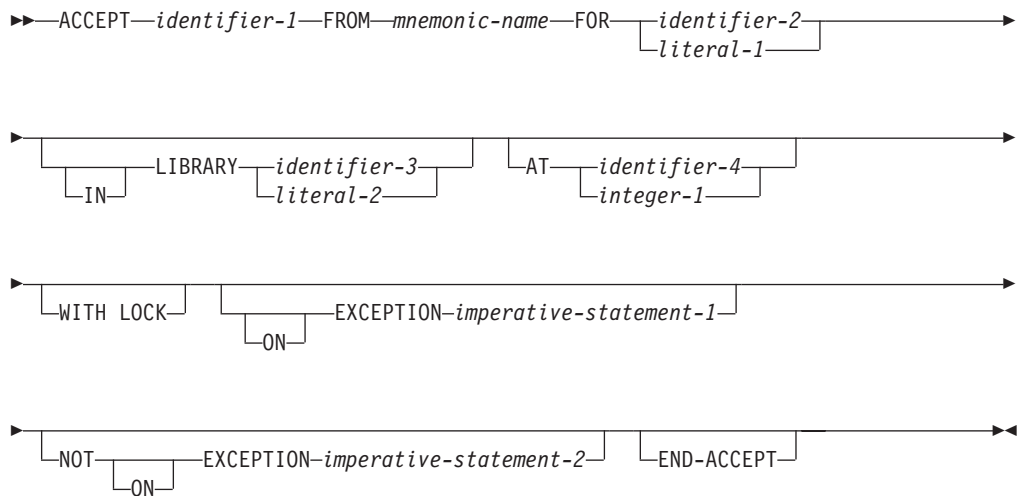 ACCEPT identifier-1 FROM mnemonic-name FOR identifier-2
literal-1
LIBRARY identifier-3 AT identifier-4
IN literal-2 integer-1
WITH LOCK EXCEPTION imperative-statement-1
ON
NOT EXCEPTION imperative-statement-2 END-ACCEPT
ON